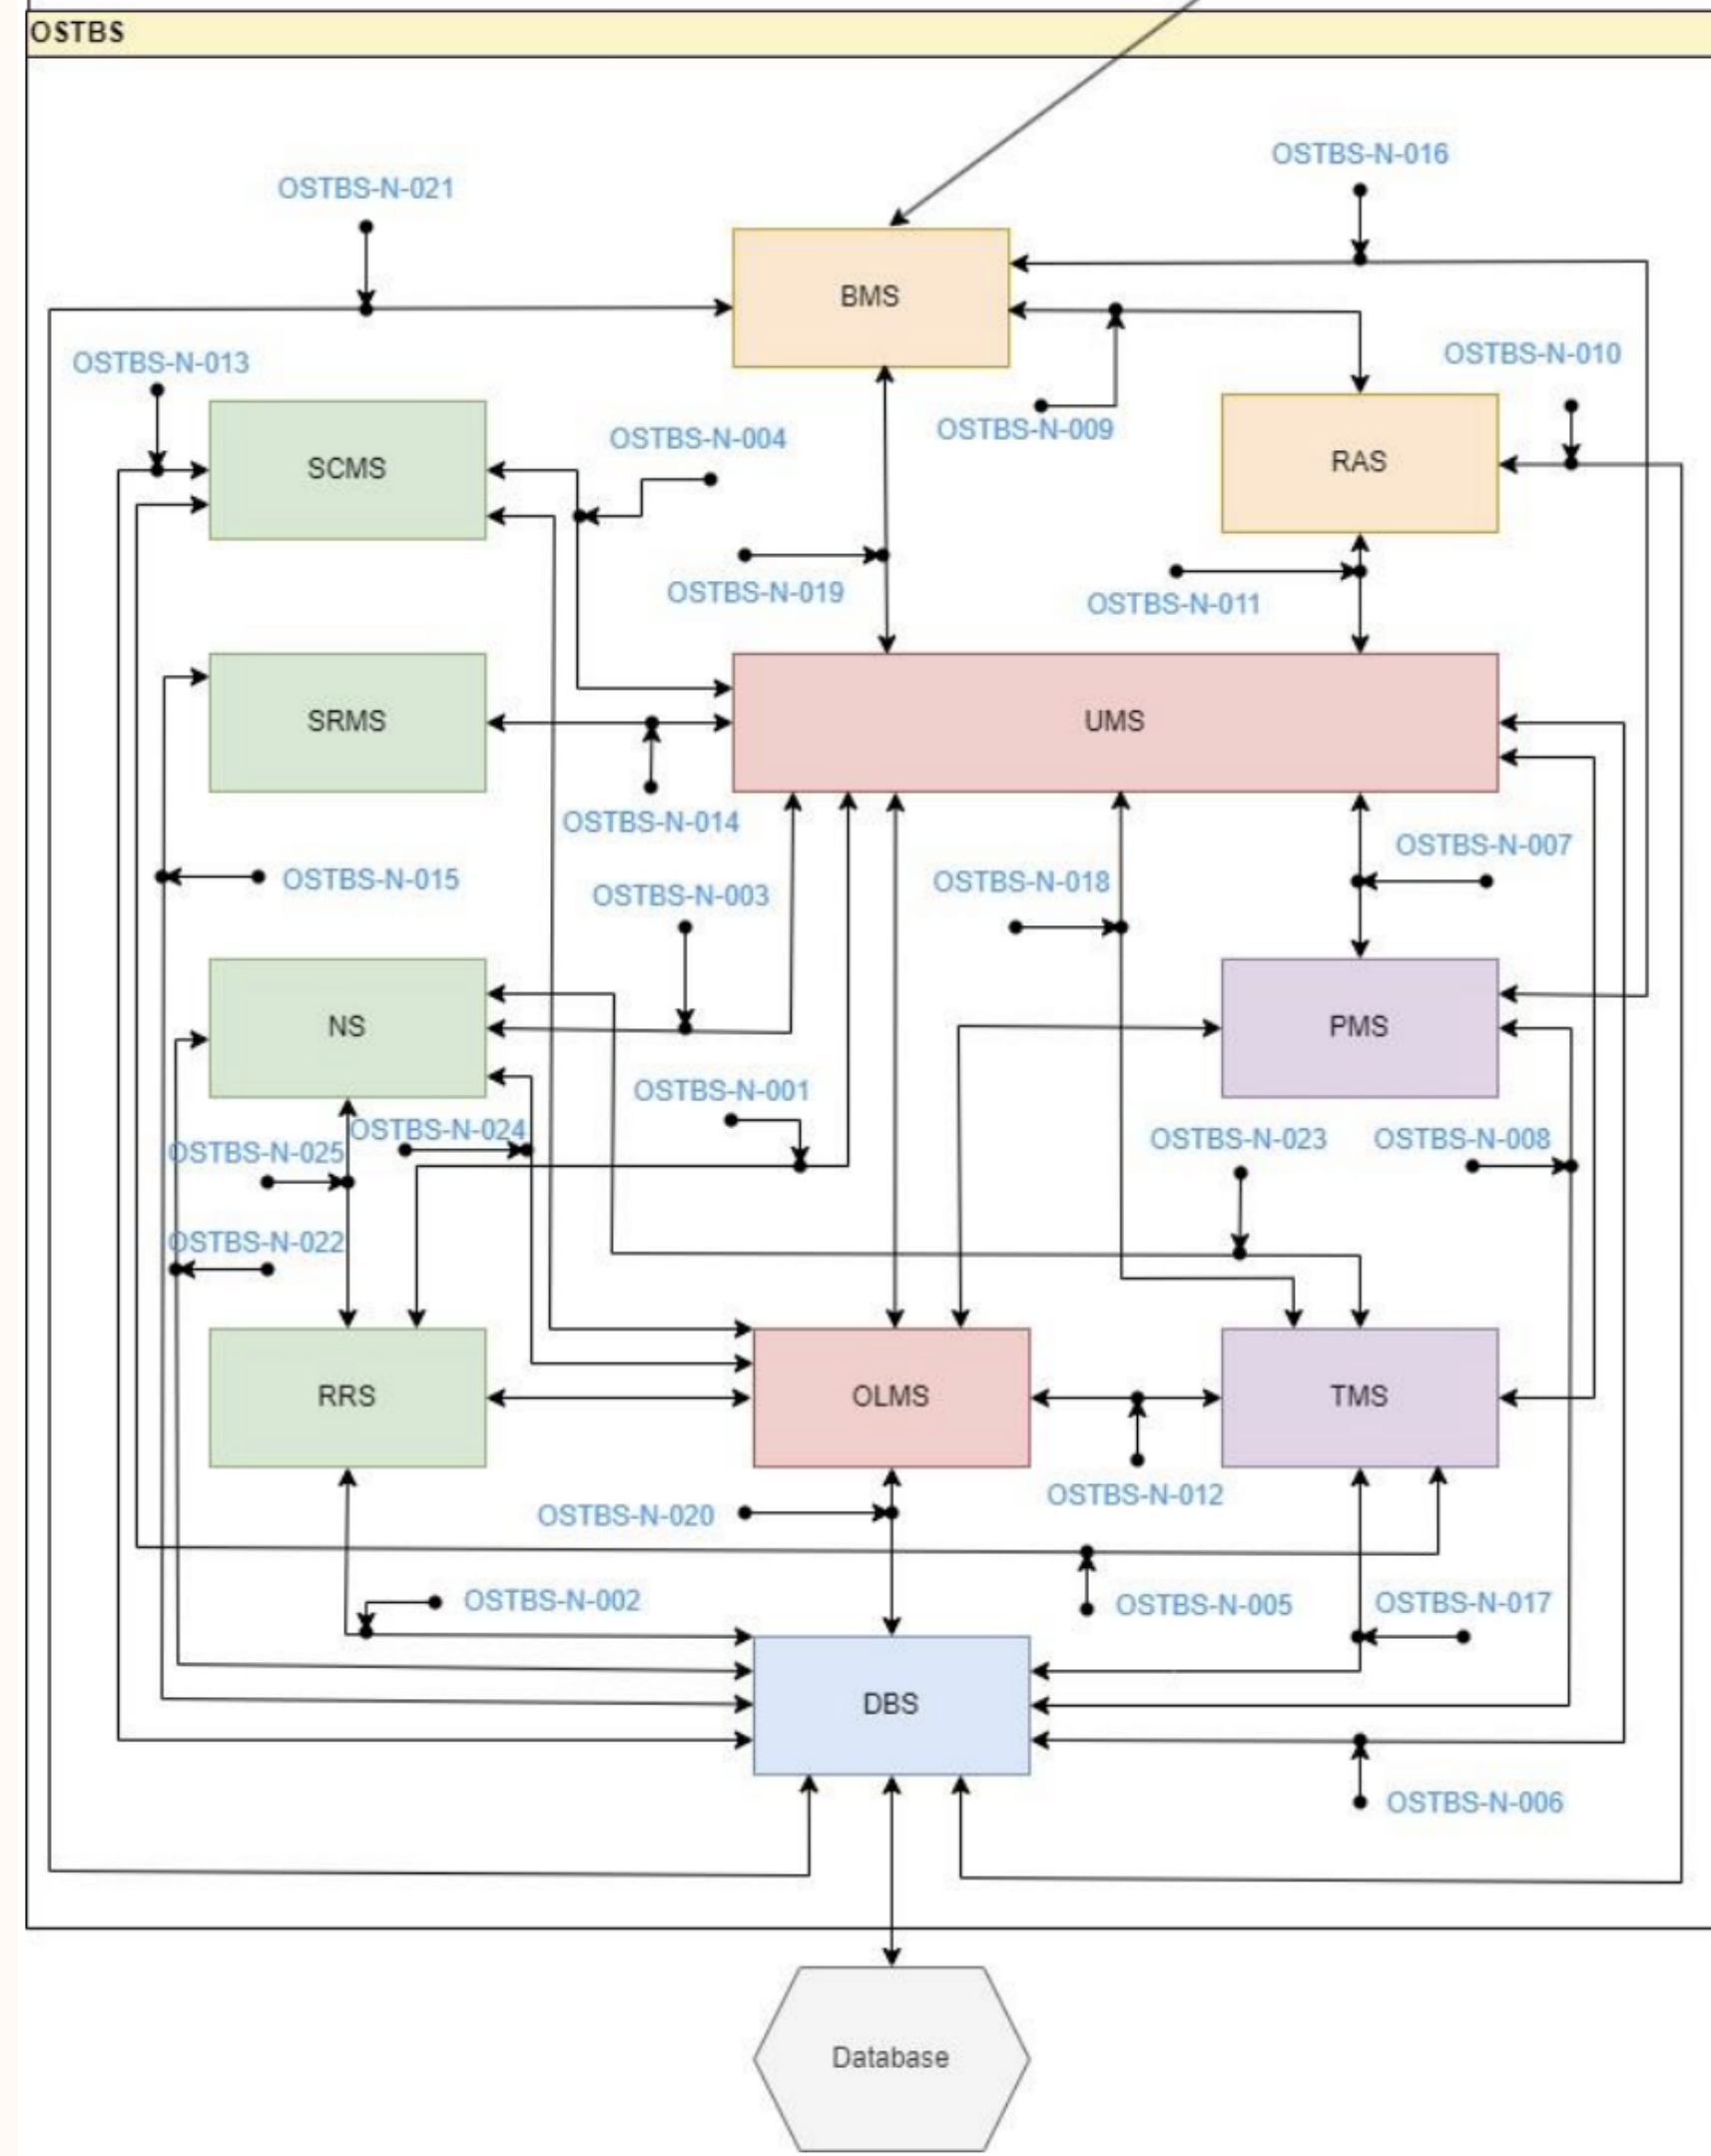 OSTBS
OSTBS-N-016
OSTBS-N-021
BMS
OSTBS-N-013
OSTBS-N-010
OSTBS-N-009
OSTBS-N-004
SCMS
RAS
OSTBS-N-019
OSTBS-N-011
SRMS
UMS
OSTBS-N-014
OSTBS-N-007
OSTBS-N-015
OSTBS-N-018
OSTBS-N-003
NS
PMS
OSTBS-N-001
OSTBS-N-024
OSTBS-N-023
OSTBS-N-008
OSTBS-N-025
OSTBS-N-022
RRS
OLMS
TMS
OSTBS-N-012
OSTBS-N-020
OSTBS-N-002
OSTBS-N-005
OSTBS-N-017
DBS
OSTBS-N-006
Database